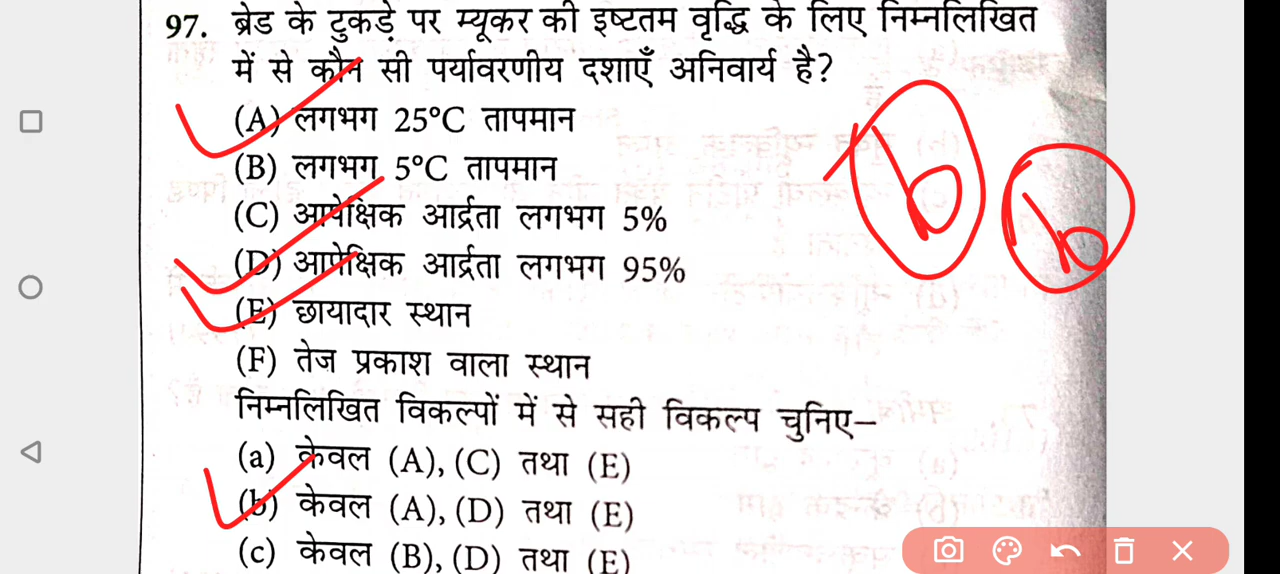 97. ब्रेड के टुकड़े पर म्यूकर की इष्टतम वृद्धि के लिए निम्नलिखित
में से कौन सी पर्यावरणीय दशाएँ अनिवार्य है?
(A) लगभग 25°C तापमान
(B) लगभग 5°C तापमान
(C) आपेक्षिक आर्द्रता लगभग 5%
(D) आपेक्षिक आर्द्रता लगभग 95%
(E) छायादार स्थान
(F) तेज प्रकाश वाला स्थान
निम्नलिखित विकल्पों में से सही विकल्प चुनिए–
(a) केवल (A), (C) तथा (E)
(b) केवल (A), (D) तथा (E)
(c) केवल (B), (D) तथा (E)
b
b